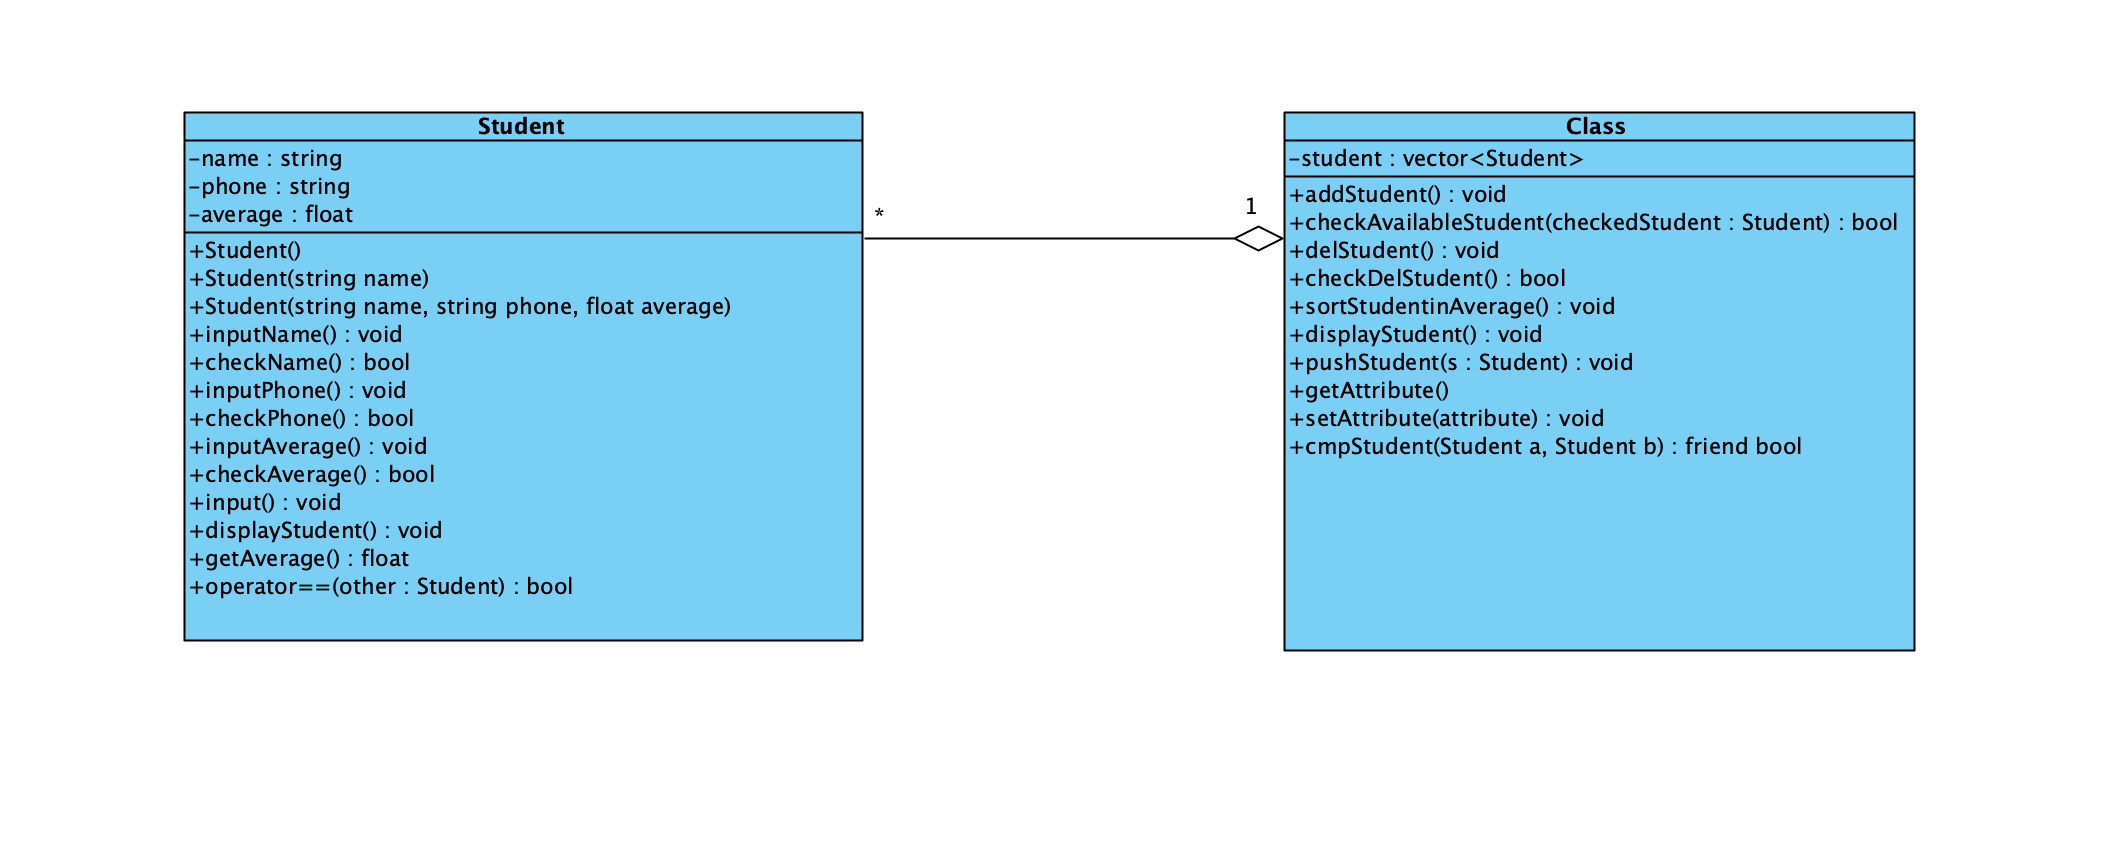 Student
-name : string
-phone : string
-average : float
+Student()
+Student(string name)
+Student(string name, string phone, float average)
+inputName() : void
+checkName() : bool
+inputPhone() : void
+checkPhone() : bool
+inputAverage() : void
+checkAverage() : bool
+input() : void
+displayStudent() : void
+getAverage() : float
+operator==(other : Student) : bool
*
1
Class
-student : vector<Student>
+addStudent() : void
+checkAvailableStudent(checkedStudent : Student) : bool
+delStudent() : void
+checkDelStudent() : bool
+sortStudentinAverage() : void
+displayStudent() : void
+pushStudent(s : Student) : void
+getAttribute()
+setAttribute(attribute) : void
+cmpStudent(Student a, Student b) : friend bool